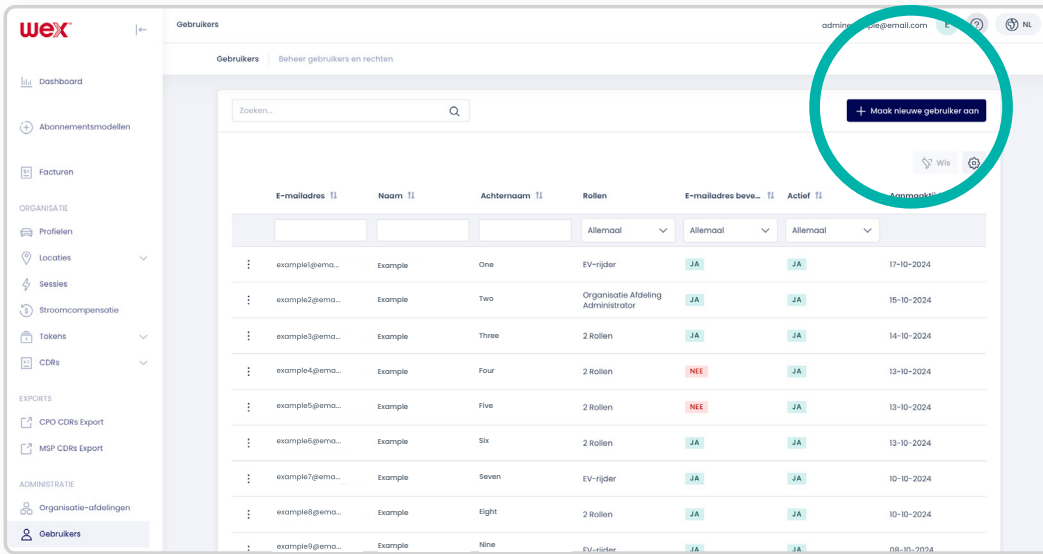 wex
Gebruikers
E
NL
Gebruikers Beheer gebruikers en rechten
Dashboard
Abonnementsmodellen
Facturen
ORGANISATIE
Profielen
Locaties
Sessies
Stroomcompensatie
Tokens
CDRs
EXPORTS
CPO CDRs Export
MSP CDRs Export
ADMINISTRATIE
Organisatie-afdelingen
Gebruikers
Zoeken...
+ Maak nieuwe gebruiker aan
Wis
E-mailadres Naam Achternaam Rollen E-mailadres beve... Actief
Allemaal Allemaal Allemaal
example1@ema... Example One EV-rijder JA JA 17-10-2024
example2@ema... Example Two Organisatie Afdeling Administrator JA JA 15-10-2024
example3@ema... Example Three 2 Rollen JA JA 14-10-2024
example4@ema... Example Four 2 Rollen NEE JA 13-10-2024
example5@ema... Example Five 2 Rollen NEE JA 13-10-2024
example6@ema... Example Six 2 Rollen JA JA 13-10-2024
example7@ema... Example Seven EV-rijder JA JA 10-10-2024
example8@ema... Example Eight 2 Rollen JA JA 10-10-2024
example9@ema... Example Nine EV-rijder JA JA 08-10-2024